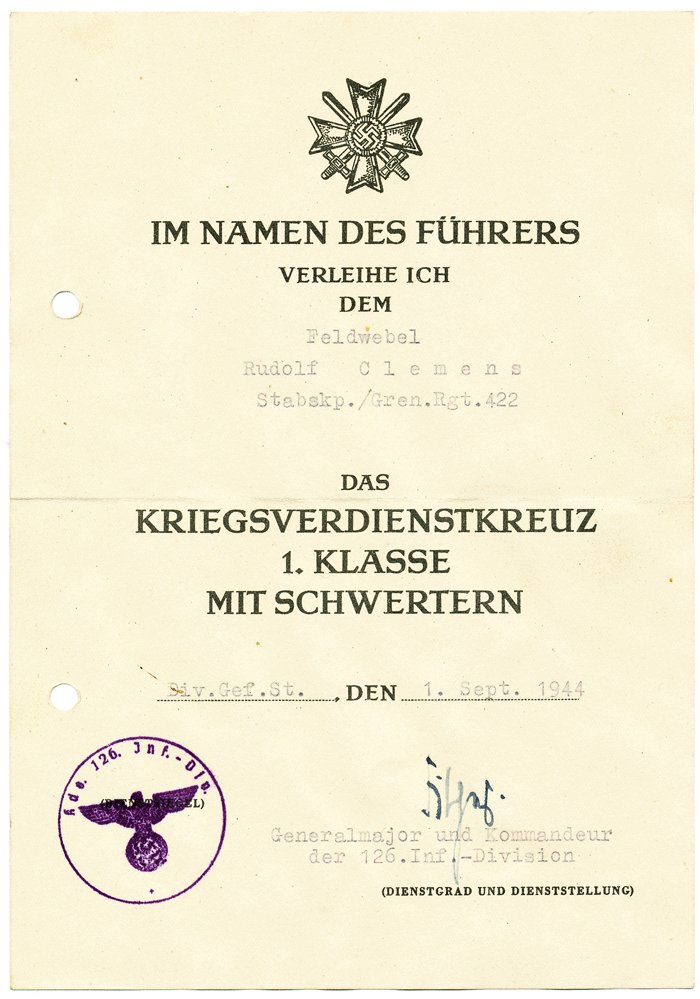 IM NAMEN DES FÜHRERS
VERLEIHE ICH
DEM
Feldwebel
Rudolf C l e m e n s
Stabskp./Gren.Rgt.422
DAS
KRIEGSVERDIENSTKREUZ
1. KLASSE
MIT SCHWERTERN
Div.Gef.St. , DEN 1. Sept. 1944
Kdo. 126. Inf.-Div.
(DIENSTSIEGEL)
Generalmajor und Kommandeur
der 126.Inf.-Division
(DIENSTGRAD UND DIENSTSTELLUNG)